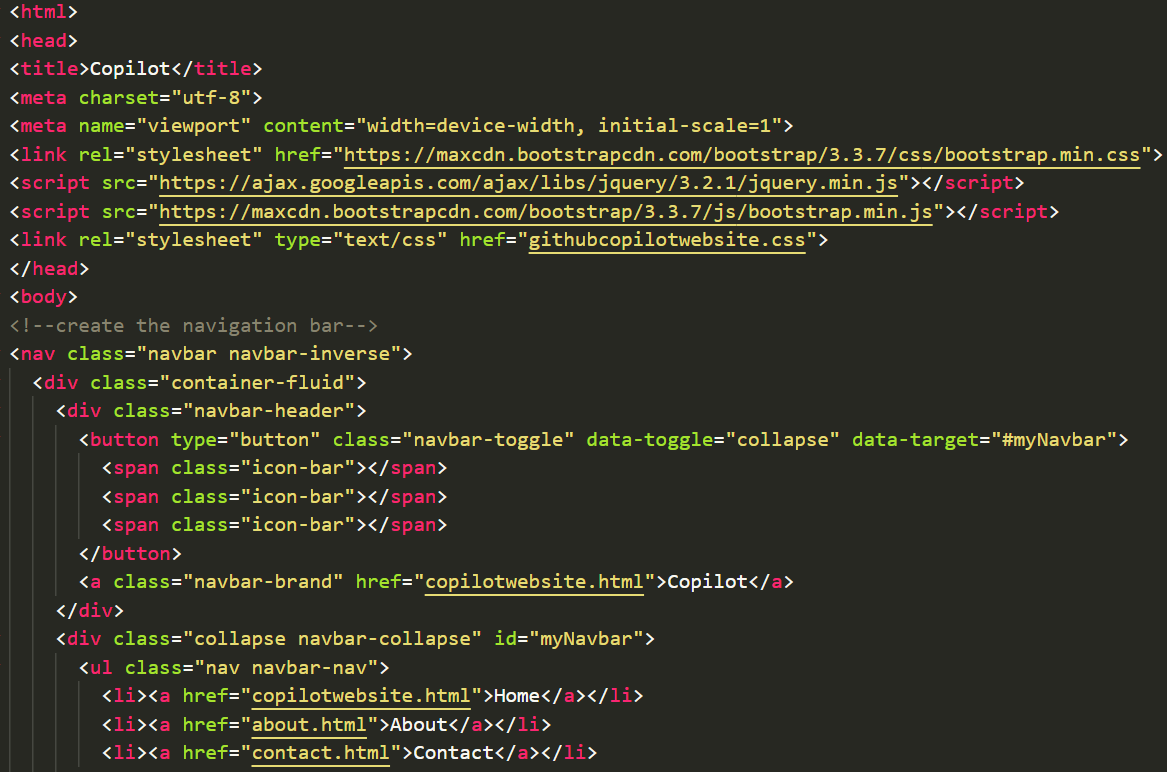 <html>
<head>
<title>Copilot</title>
<meta charset="utf-8">
<meta name="viewport" content="width=device-width, initial-scale=1">
<link rel="stylesheet" href="https://maxcdn.bootstrapcdn.com/bootstrap/3.3.7/css/bootstrap.min.css">
<script src="https://ajax.googleapis.com/ajax/libs/jquery/3.2.1/jquery.min.js"></script>
<script src="https://maxcdn.bootstrapcdn.com/bootstrap/3.3.7/js/bootstrap.min.js"></script>
<link rel="stylesheet" type="text/css" href="githubcopilotwebsite.css">
</head>
<body>
<!--create the navigation bar-->
<nav class="navbar navbar-inverse">
  <div class="container-fluid">
    <div class="navbar-header">
      <button type="button" class="navbar-toggle" data-toggle="collapse" data-target="#myNavbar">
        <span class="icon-bar"></span>
        <span class="icon-bar"></span>
        <span class="icon-bar"></span>
      </button>
      <a class="navbar-brand" href="copilotwebsite.html">Copilot</a>
    </div>
    <div class="collapse navbar-collapse" id="myNavbar">
      <ul class="nav navbar-nav">
        <li><a href="copilotwebsite.html">Home</a></li>
        <li><a href="about.html">About</a></li>
        <li><a href="contact.html">Contact</a></li>